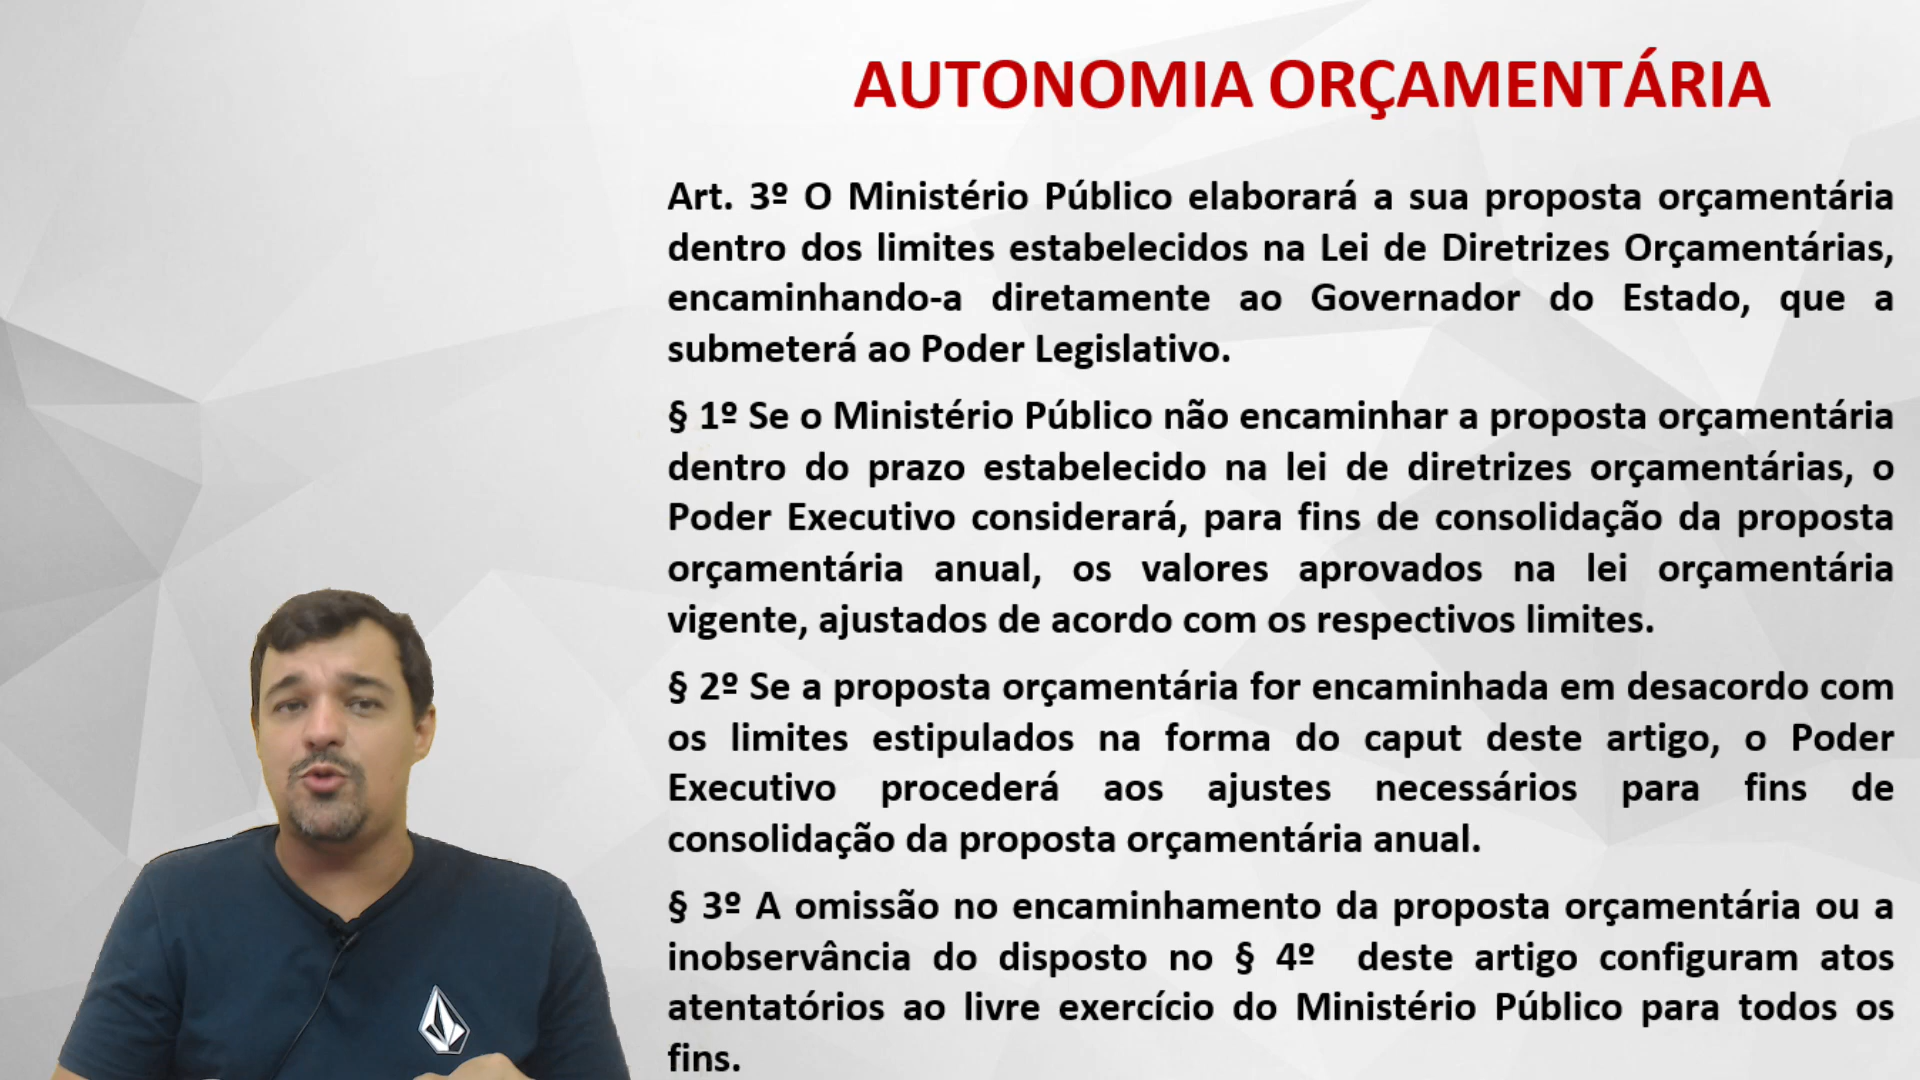 AUTONOMIA ORÇAMENTÁRIA
Art. 3º O Ministério Público elaborará a sua proposta orçamentária
dentro dos limites estabelecidos na Lei de Diretrizes Orçamentárias,
encaminhando-a diretamente ao Governador do Estado, que a
submeterá ao Poder Legislativo.
§ 1º Se o Ministério Público não encaminhar a proposta orçamentária
dentro do prazo estabelecido na lei de diretrizes orçamentárias, o
Poder Executivo considerará, para fins de consolidação da proposta
orçamentária anual, os valores aprovados na lei orçamentária
vigente, ajustados de acordo com os respectivos limites.
§ 2º Se a proposta orçamentária for encaminhada em desacordo com
os limites estipulados na forma do caput deste artigo, o Poder
Executivo procederá aos ajustes necessários para fins de
consolidação da proposta orçamentária anual.
§ 3º A omissão no encaminhamento da proposta orçamentária ou a
inobservância do disposto no § 4º deste artigo configuram atos
atentatórios ao livre exercício do Ministério Público para todos os
fins.